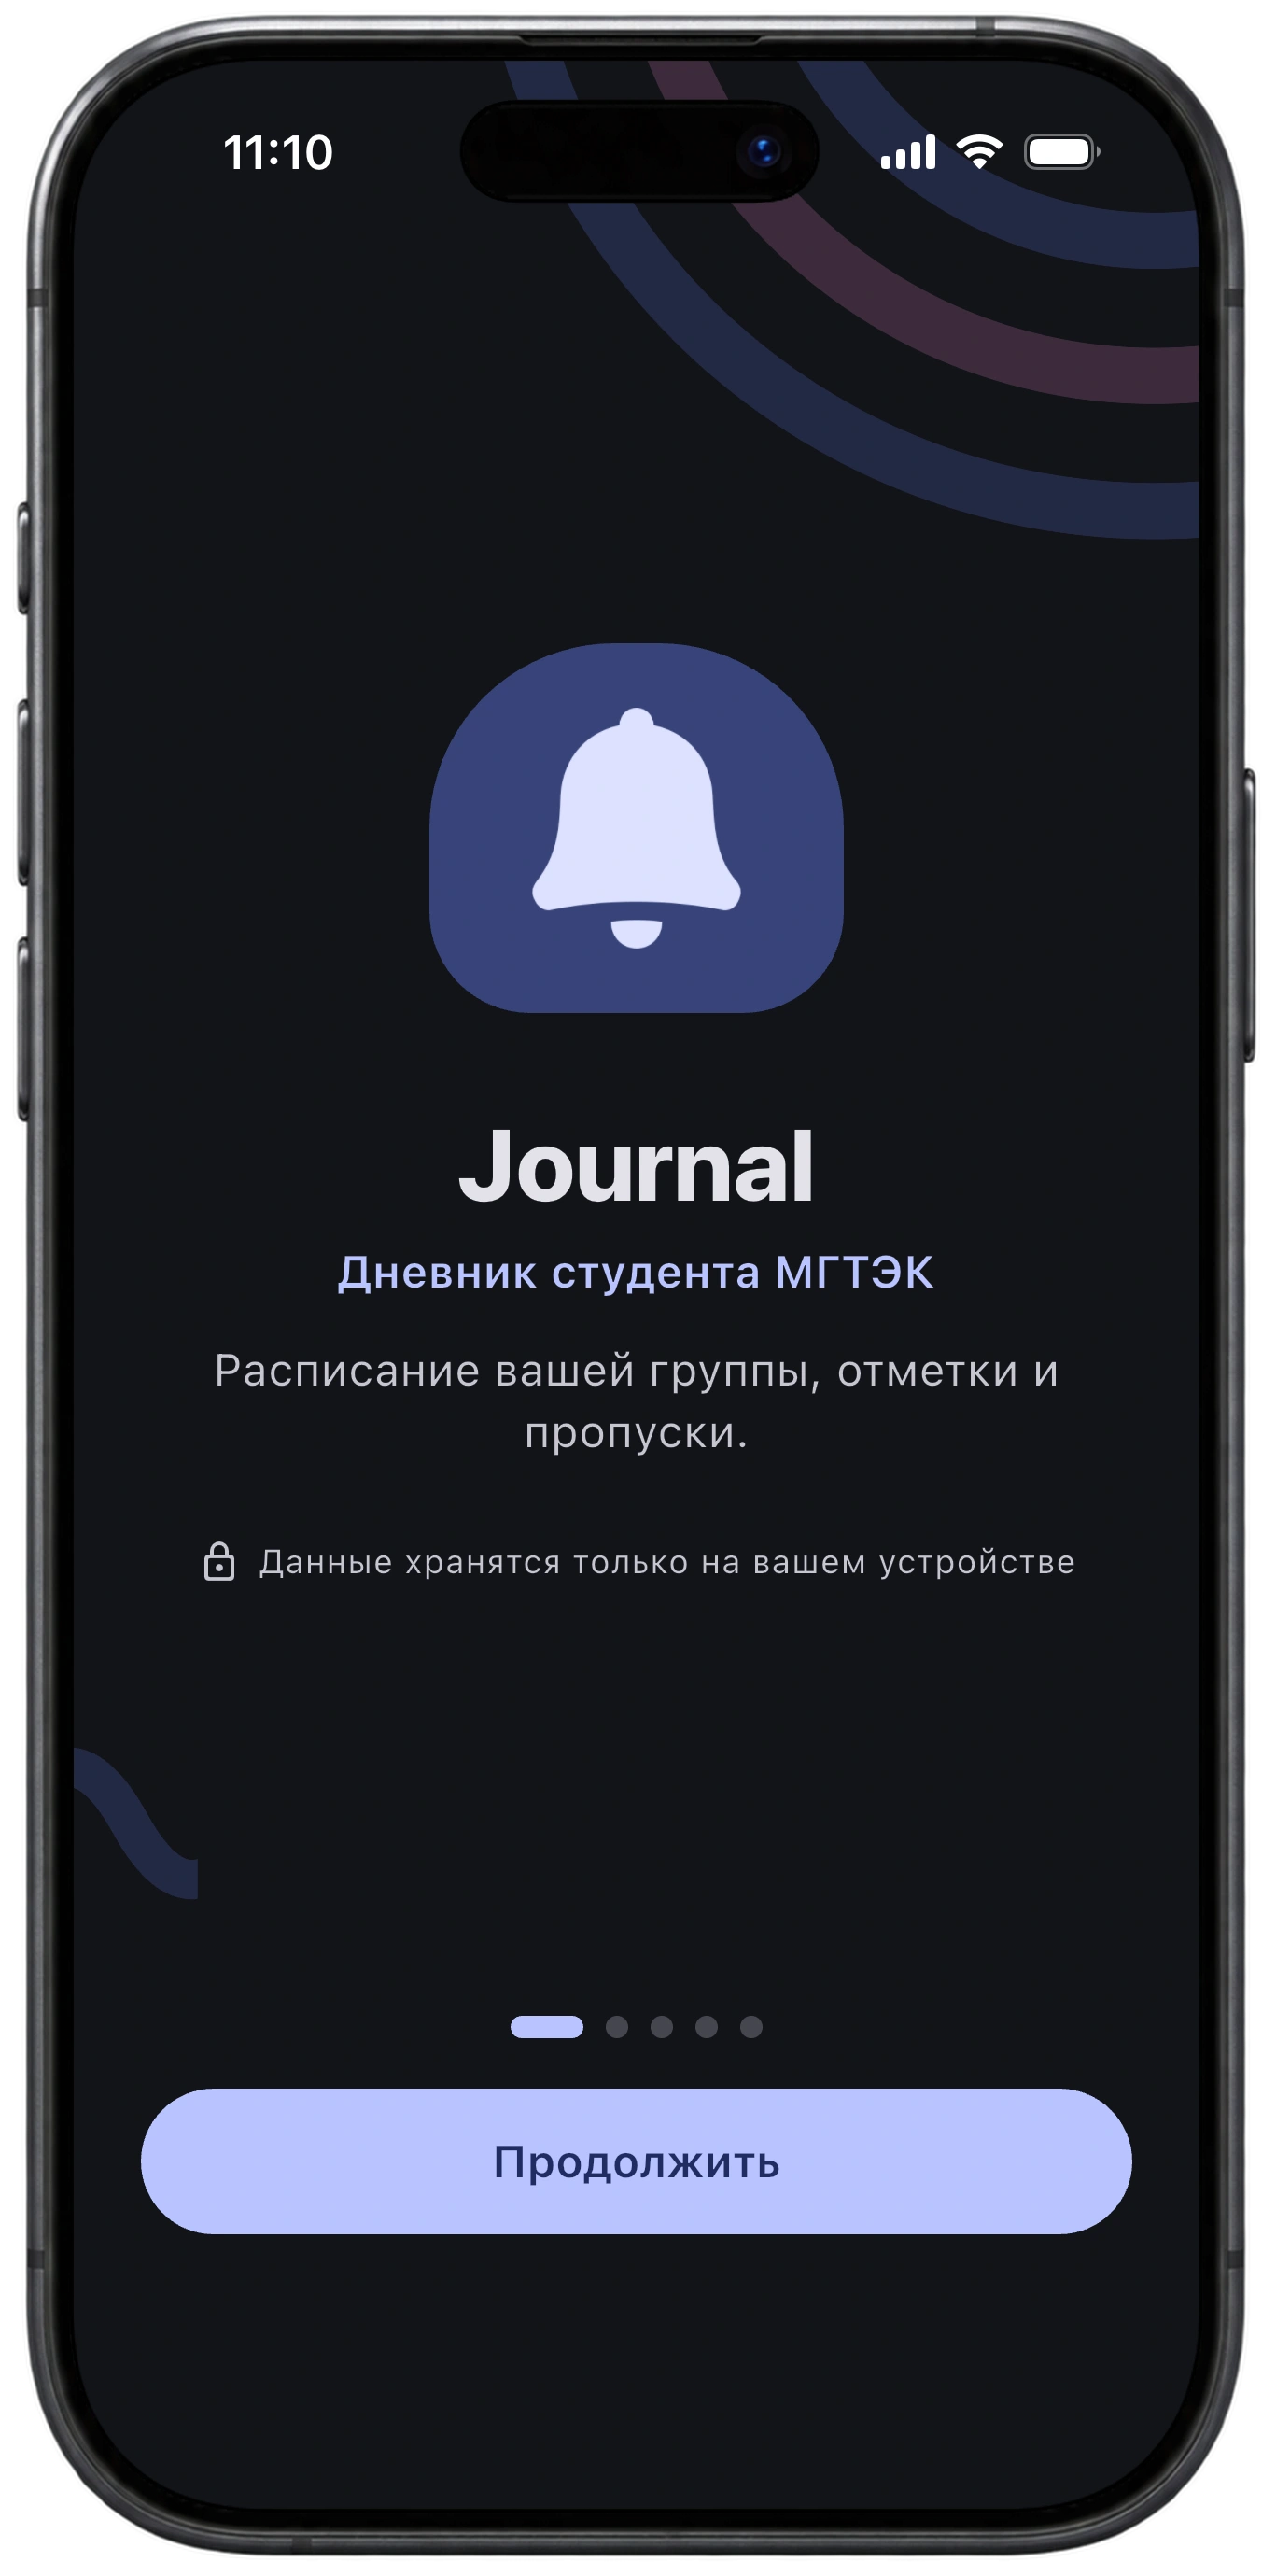 11:10
Journal
Дневник студента МГТЭК
Расписание вашей группы, отметки и
пропуски.
Данные хранятся только на вашем устройстве
Продолжить